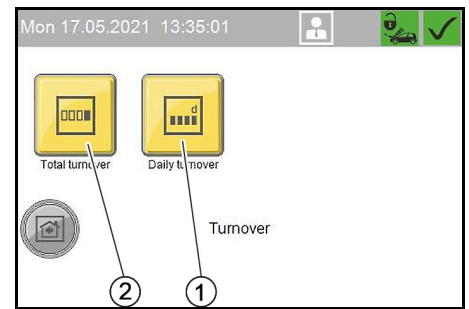 Mon 17.05.2021 13:35:01
d
Total turnover
Daily turnover
Turnover
2
1